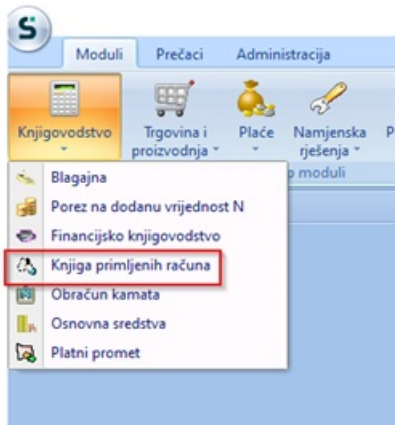 S
Moduli Prečaci Administracija
Knjigovodstvo Trgovina i Plaće Namjenska P
proizvodnja rješenja
o moduli
Blagajna
Porez na dodanu vrijednost N
Financijsko knjigovodstvo
Knjiga primljenih računa
Obračun kamata
Osnovna sredstva
Platni promet